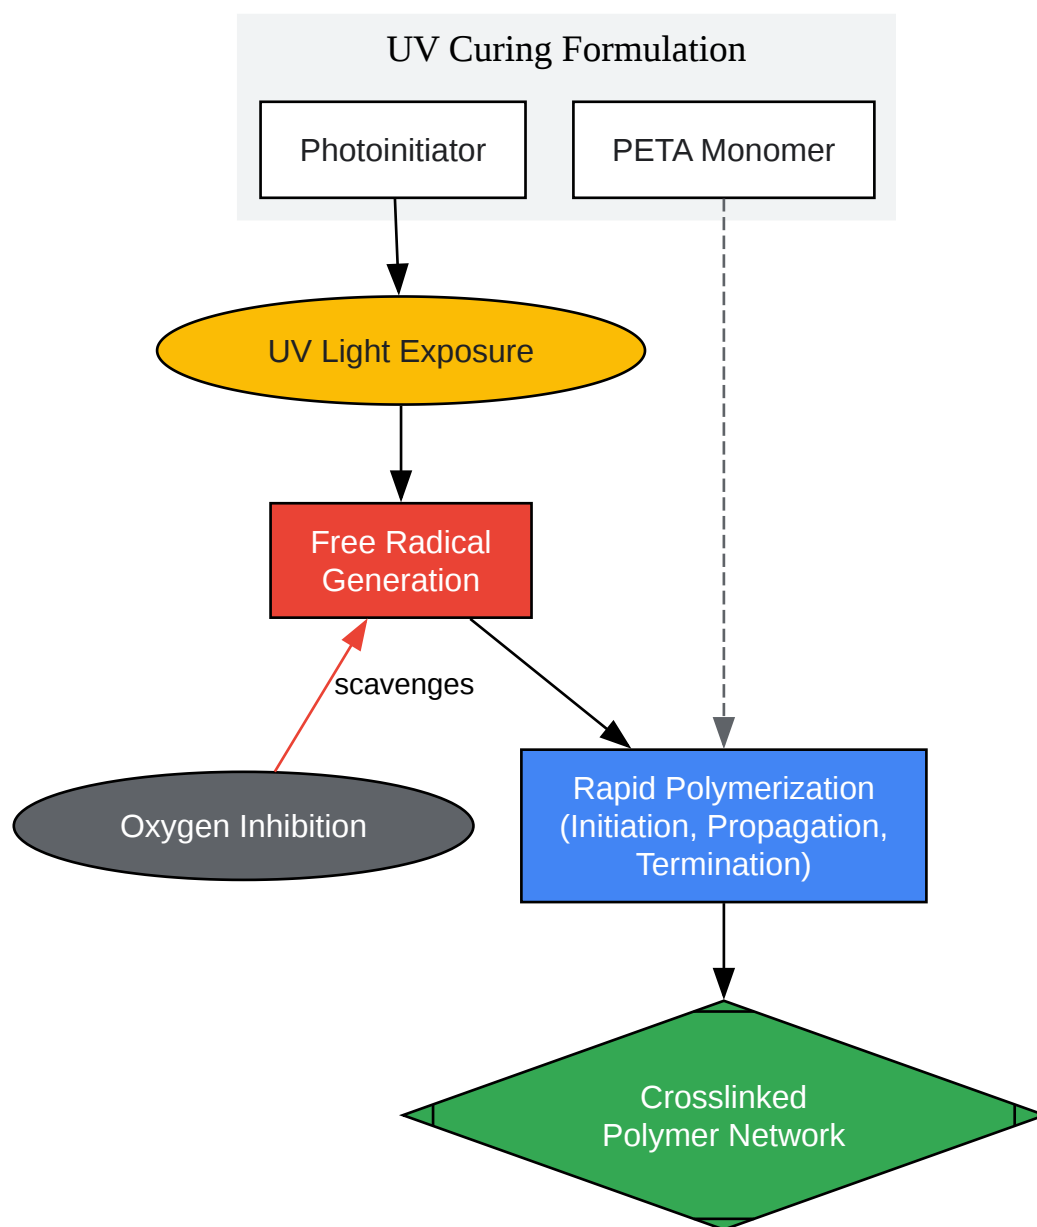 UV Curing Formulation
Photoinitiator
PETA Monomer
UV Light Exposure
Free Radical
Generation
scavenges
Oxygen Inhibition
Rapid Polymerization
(Initiation, Propagation,
Termination)
Crosslinked
Polymer Network